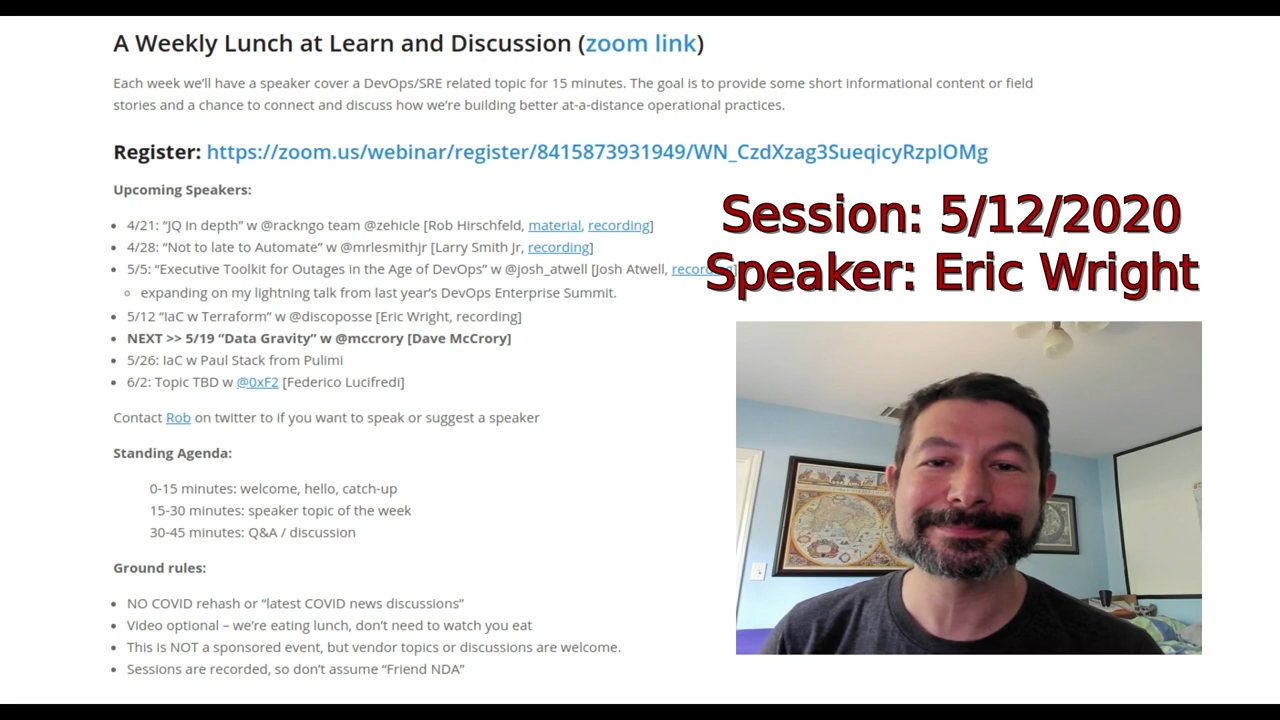 A Weekly Lunch at Learn and Discussion (zoom link)
Each week we’ll have a speaker cover a DevOps/SRE related topic for 15 minutes. The goal is to provide some short informational content or field
stories and a chance to connect and discuss how we’re building better at-a-distance operational practices.
Register: https://zoom.us/webinar/register/8415873931949/WN_CzdXzag3SueqicyRzpIOMg
Upcoming Speakers:
4/21: “JQ in depth” w @rackngo team @zehicle [Rob Hirschfeld, material, recording]
4/28: “Not to late to Automate” w @mrlesmithjr [Larry Smith Jr, recording]
5/5: “Executive Toolkit for Outages in the Age of DevOps” w @josh_atwell [Josh Atwell,
expanding on my lightning talk from last year’s DevOps Enterprise Summit.
5/12 “IaC w Terraform” w @discoposse [Eric Wright, recording]
NEXT >> 5/19 “Data Gravity” w @mccrory [Dave McCrory]
5/26: IaC w Paul Stack from Pulimi
6/2: Topic TBD w @0xF2 [Federico Lucifredi]
Contact Rob on twitter to if you want to speak or suggest a speaker
Standing Agenda:
0-15 minutes: welcome, hello, catch-up
15-30 minutes: speaker topic of the week
30-45 minutes: Q&A / discussion
Ground rules:
NO COVID rehash or “latest COVID news discussions”
Video optional – we’re eating lunch, don’t need to watch you eat
This is NOT a sponsored event, but vendor topics or discussions are welcome.
Sessions are recorded, so don’t assume “Friend NDA”
Session: 5/12/2020
Speaker: Eric Wright